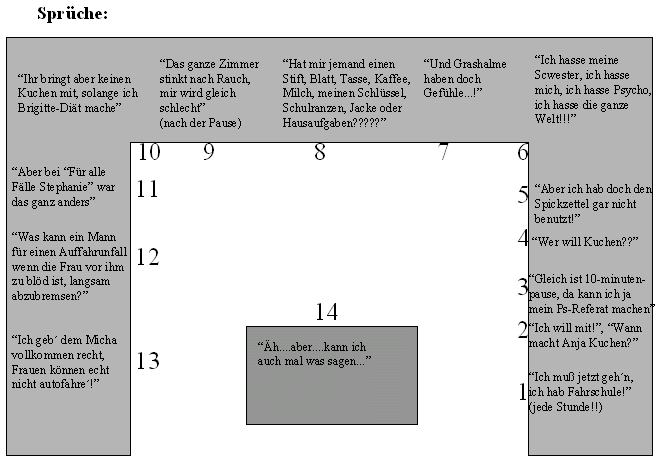 Sprüche:
“Ihr bringt aber keinen
Kuchen mit, solange ich
Brigitte-Diät mache”
“Das ganze Zimmer
stinkt nach Rauch,
mir wird gleich
schlecht”
(nach der Pause)
“Hat mir jemand einen
Stift, Blatt, Tasse, Kaffee,
Milch, meinen Schlüssel,
Schulranzen, Jacke oder
Hausaufgaben?????”
“Und Grashalme
haben doch
Gefühle...!”
“Ich hasse meine
Scwester, ich hasse
mich, ich hasse Psycho,
ich hasse die ganze
Welt!!!”
10 9 8 7 6
“Aber bei “Für alle
Fälle Stephanie” war
das ganz anders”
11
“Was kann ein Mann
für einen Auffahrunfall
wenn die Frau vor ihm
zu blöd ist, langsam
abzubremsen?”
12
“Ich geb´ dem Micha
vollkommen recht,
Frauen können echt
nicht autofahre´!”
13
14
“Äh....aber....kann ich
auch mal was sagen...”
5
“Aber ich hab doch den
Spickzettel gar nicht
benutzt!”
4
“Wer will Kuchen??”
3
“Gleich ist 10-minuten-
pause, da kann ich ja
mein Ps-Referat machen”
2
“Ich will mit!”, “Wann
macht Anja Kuchen?”
1
“Ich muß jetzt geh´n,
ich hab Fahrschule!”
(jede Stunde!!)